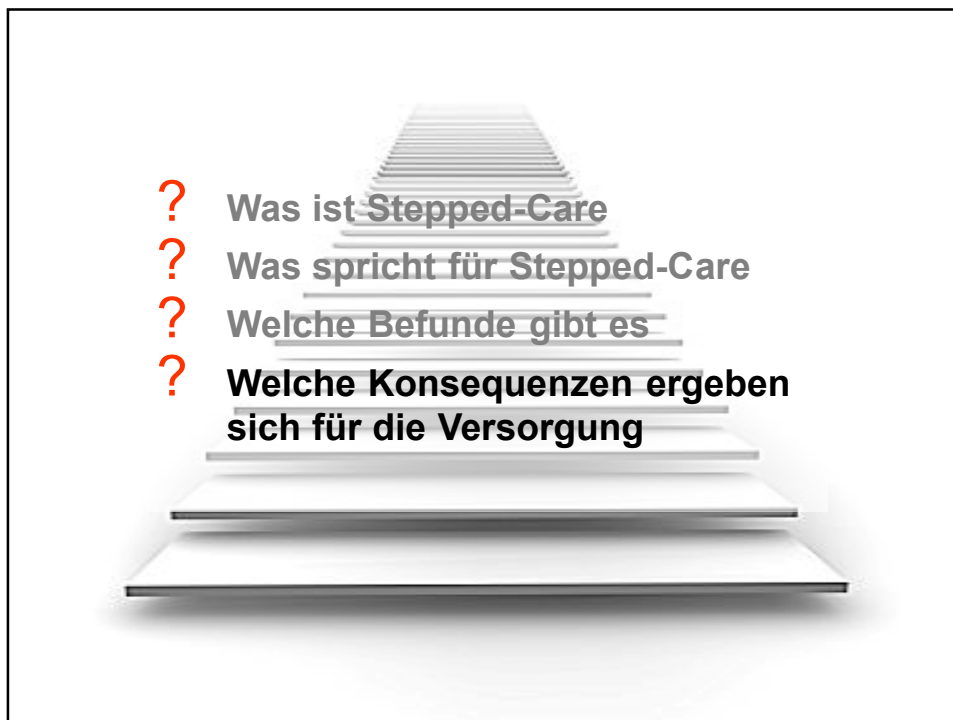 ? Was ist Stepped-Care
? Was spricht für Stepped-Care
? Welche Befunde gibt es
? Welche Konsequenzen ergeben
sich für die Versorgung